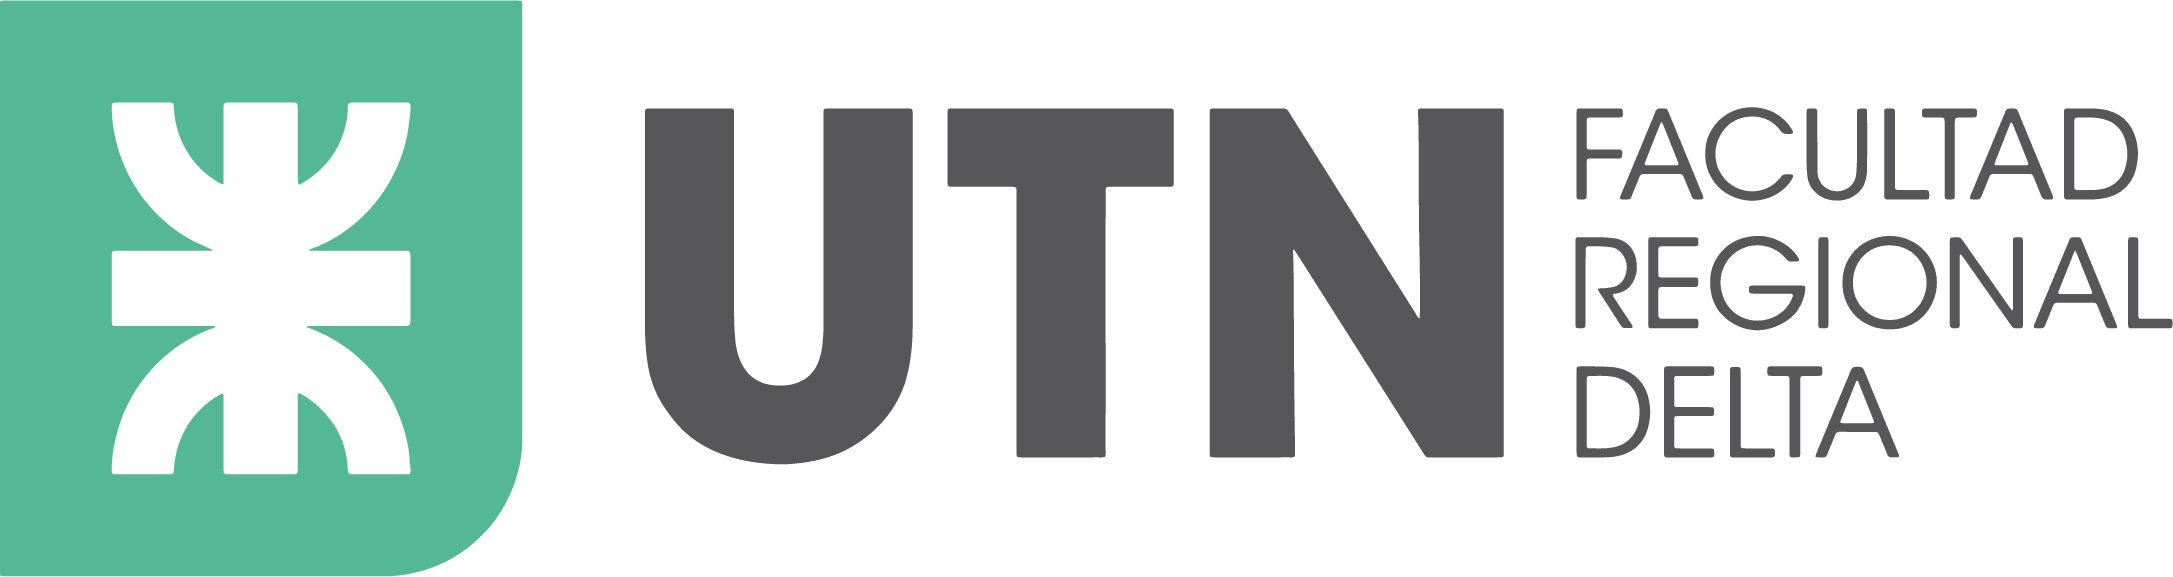 UTN
FACULTAD
REGIONAL
DELTA